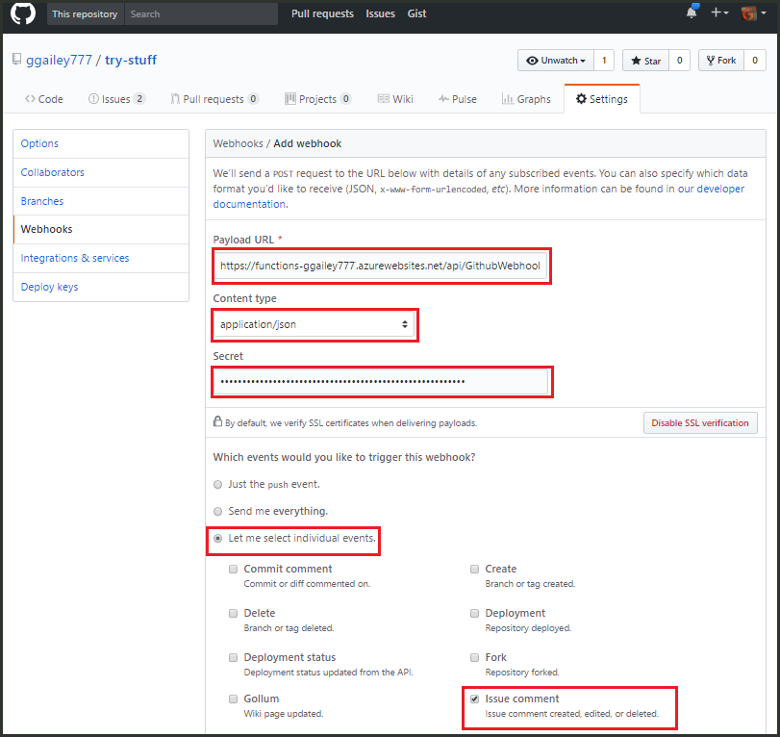 This repository Search Pull requests Issues Gist
ggailey777 / try-stuff Unwatch 1 Star 0 Fork 0
Code Issues 2 Pull requests 0 Projects 0 Wiki Pulse Graphs Settings
Options
Collaborators
Branches
Webhooks
Integrations & services
Deploy keys
Webhooks / Add webhook
We'll send a POST request to the URL below with details of any subscribed events. You can also specify which data
format you'd like to receive (JSON, x-www-form-urlencoded, etc). More information can be found in our developer
documentation.
Payload URL *
https://functions-ggailey777.azurewebsites.net/api/GithubWebhool
Content type
application/json
Secret
By default, we verify SSL certificates when delivering payloads. Disable SSL verification
Which events would you like to trigger this webhook?
Just the push event.
Send me everything.
Let me select individual events.
Commit comment
Commit or diff commented on.
Create
Branch or tag created.
Delete
Branch or tag deleted.
Deployment
Repository deployed.
Deployment status
Deployment status updated from the API.
Fork
Repository forked.
Gollum
Wiki page updated.
Issue comment
Issue comment created, edited, or deleted.